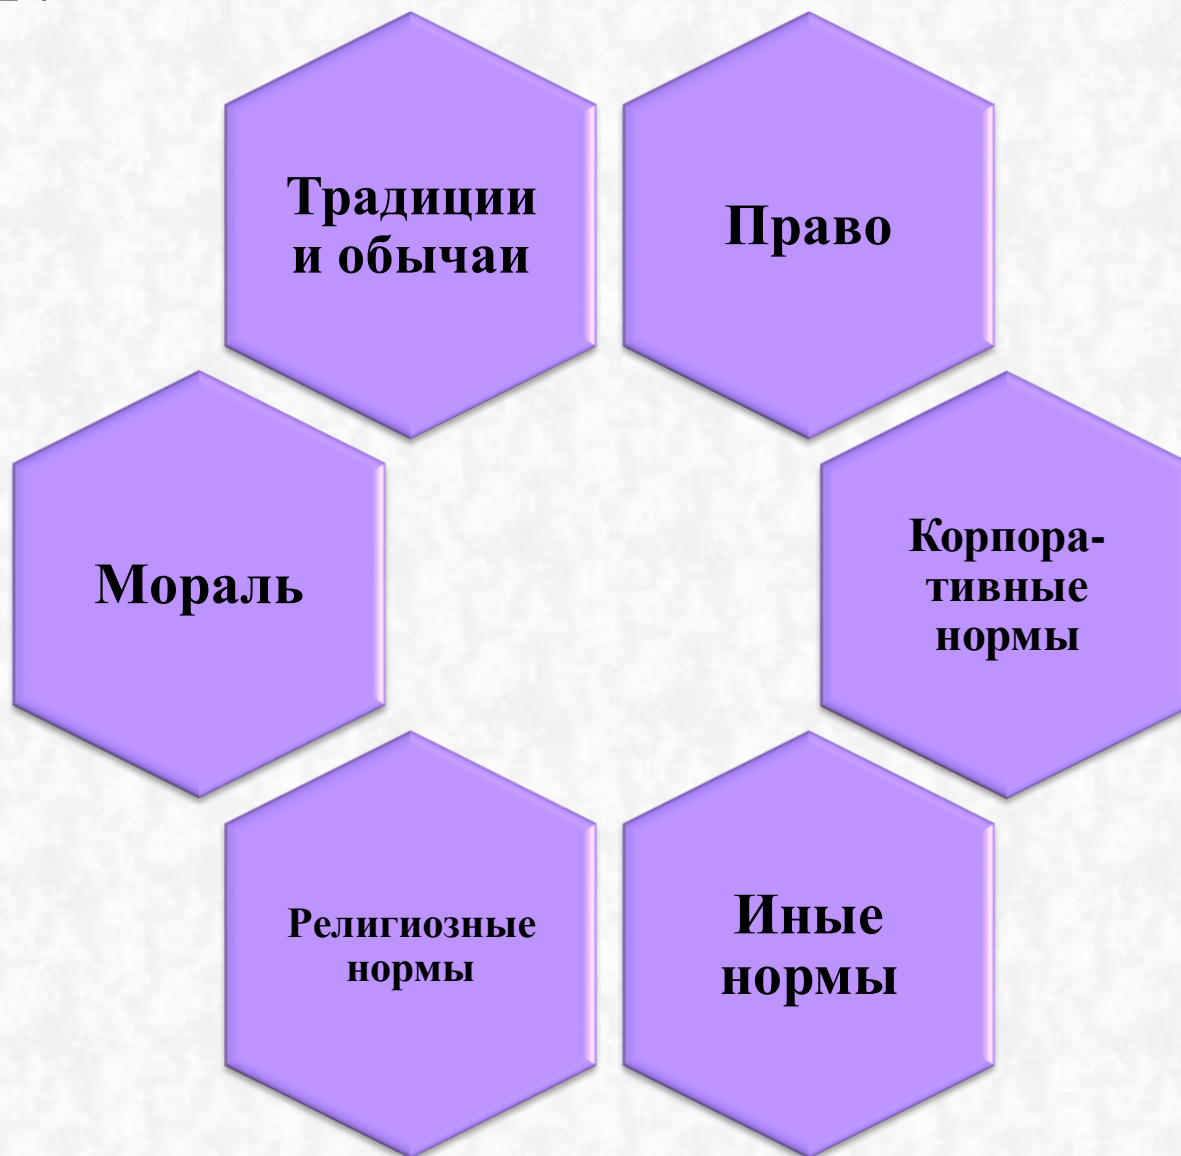 Традиции
и обычаи
Право
Мораль
Корпора-
тивные
нормы
Религиозные
нормы
Иные
нормы